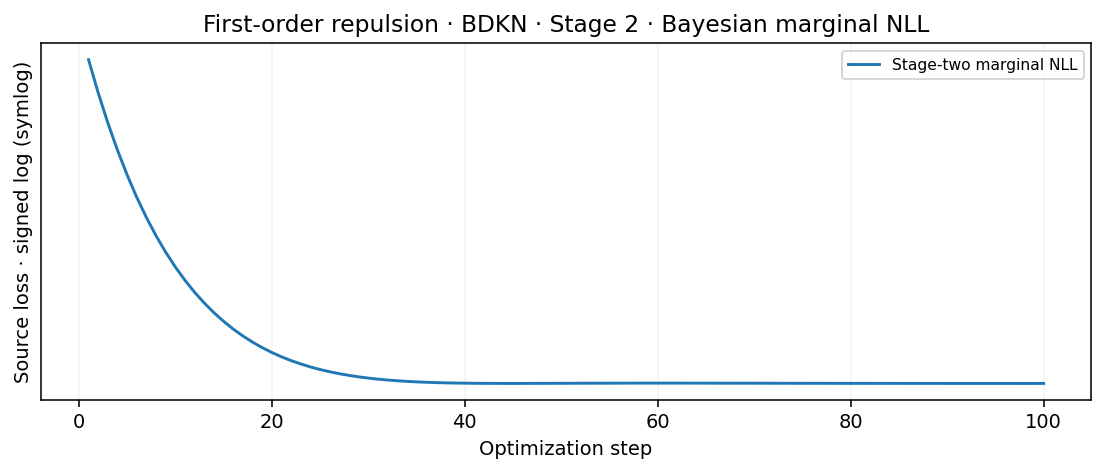 First-order repulsion · BDKN · Stage 2 · Bayesian marginal NLL
Source loss · signed log (symlog)
Stage-two marginal NLL
0 20 40 60 80 100
Optimization step